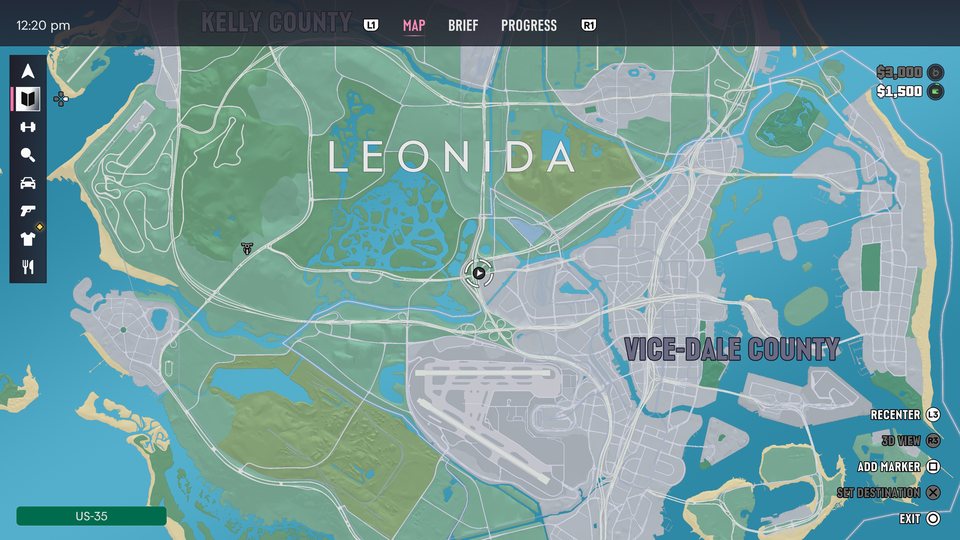 KELLY COUNTY
12:20 pm
L1 MAP BRIEF PROGRESS R1
$3,000
$1,500
LEONIDA
VICE-DALE COUNTY
RECENTER L3
3D VIEW R3
ADD MARKER
SET DESTINATION
EXIT
US-35